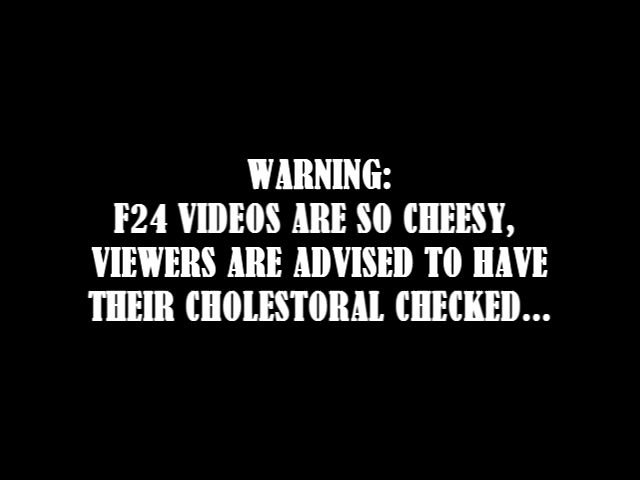 WARNING:
F24 VIDEOS ARE SO CHEESY,
VIEWERS ARE ADVISED TO HAVE
THEIR CHOLESTORAL CHECKED...